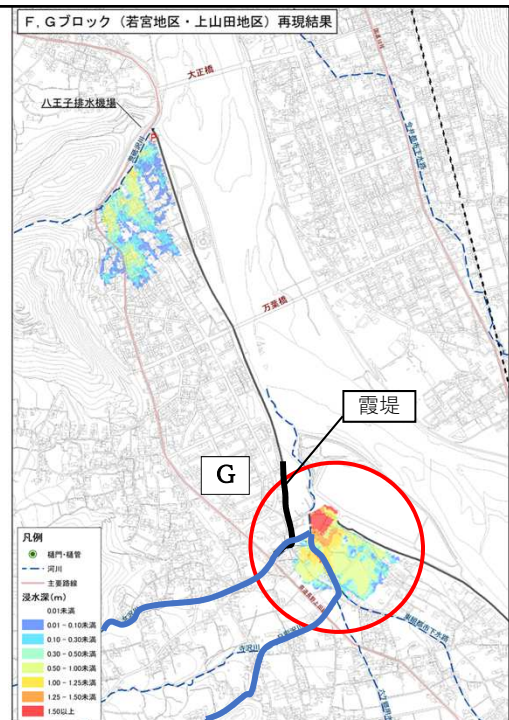 F，Gブロック（若宮地区・上山田地区）再現結果
大正橋
八王子排水機場
万葉橋
霞堤
G
凡例
樋門・樋管
河川
主要路線
浸水深(m)
0.01未満
0.01 - 0.10未満
0.10 - 0.30未満
0.30 - 0.50未満
0.50 - 1.00未満
1.00 - 1.25未満
1.25 - 1.50未満
1.50以上